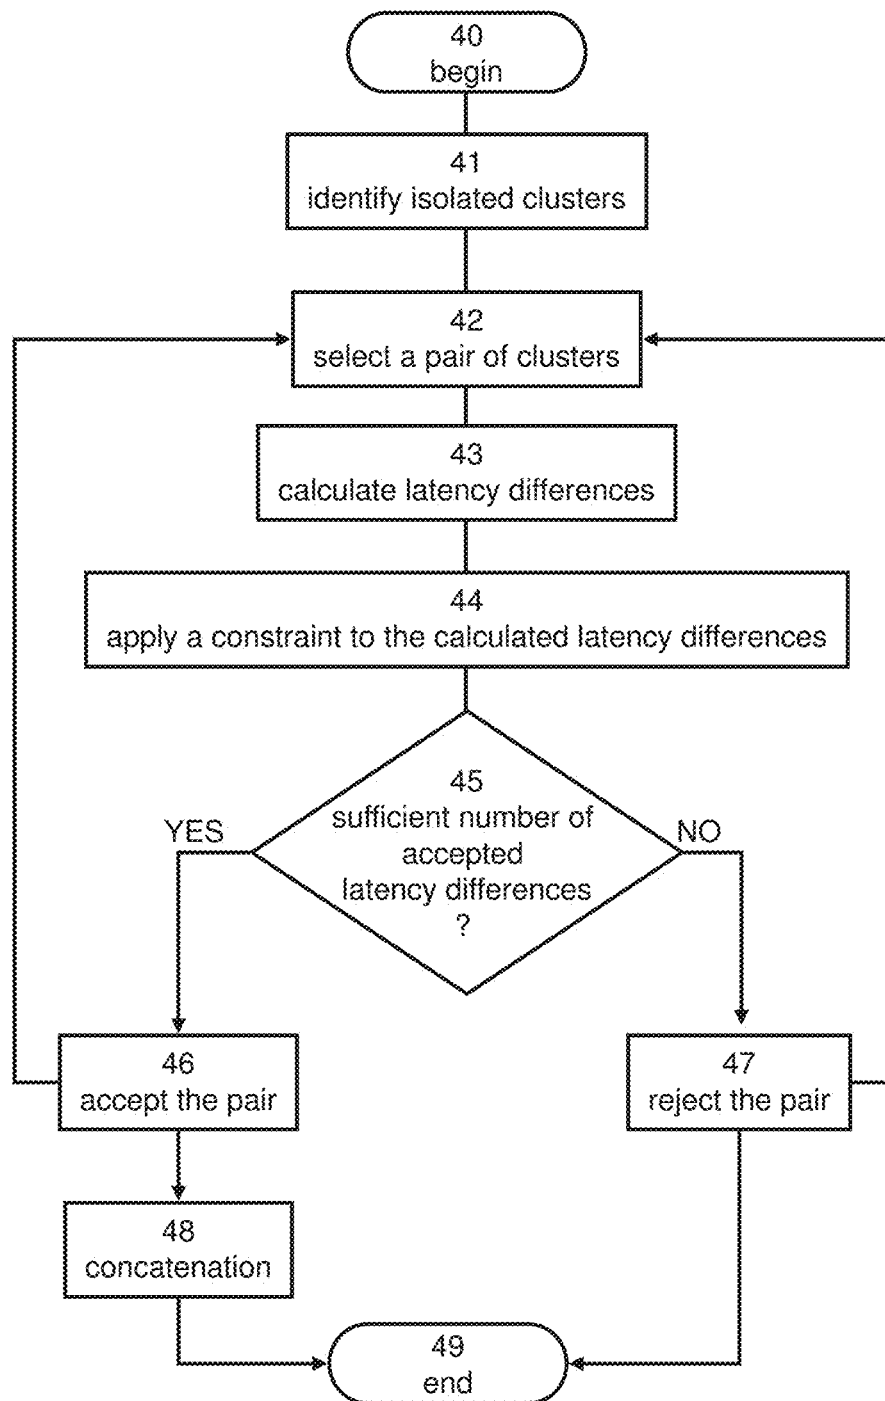 40
begin
41
identify isolated clusters
42
select a pair of clusters
43
calculate latency differences
44
apply a constraint to the calculated latency differences
45
sufficient number of
accepted
latency differences
?
YES
NO
46
accept the pair
47
reject the pair
48
concatenation
49
end